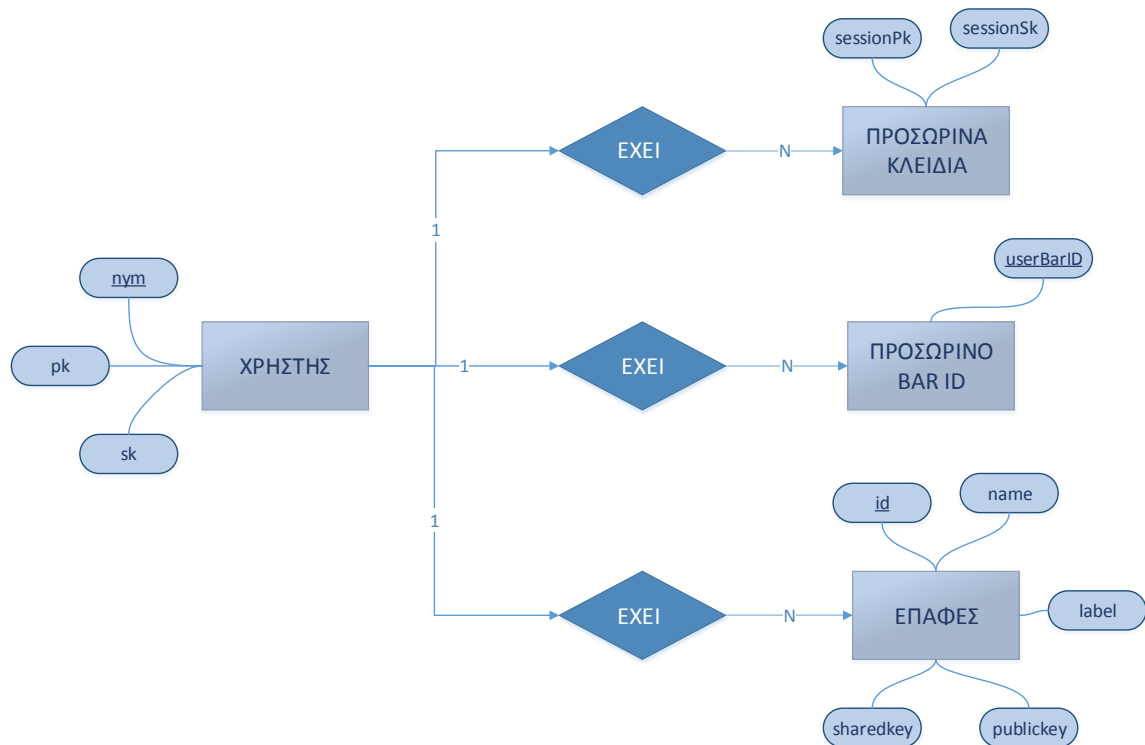 sessionPk
sessionSk
ΕΧΕΙ
N
ΠΡΟΣΩΡΙΝΑ
ΚΛΕΙΔΙΑ
1
nym
pk
sk
ΧΡΗΣΤΗΣ
1
ΕΧΕΙ
N
userBarID
ΠΡΟΣΩΡΙΝΟ
BAR ID
1
ΕΧΕΙ
N
id
name
ΕΠΑΦΕΣ
label
sharedkey
publickey